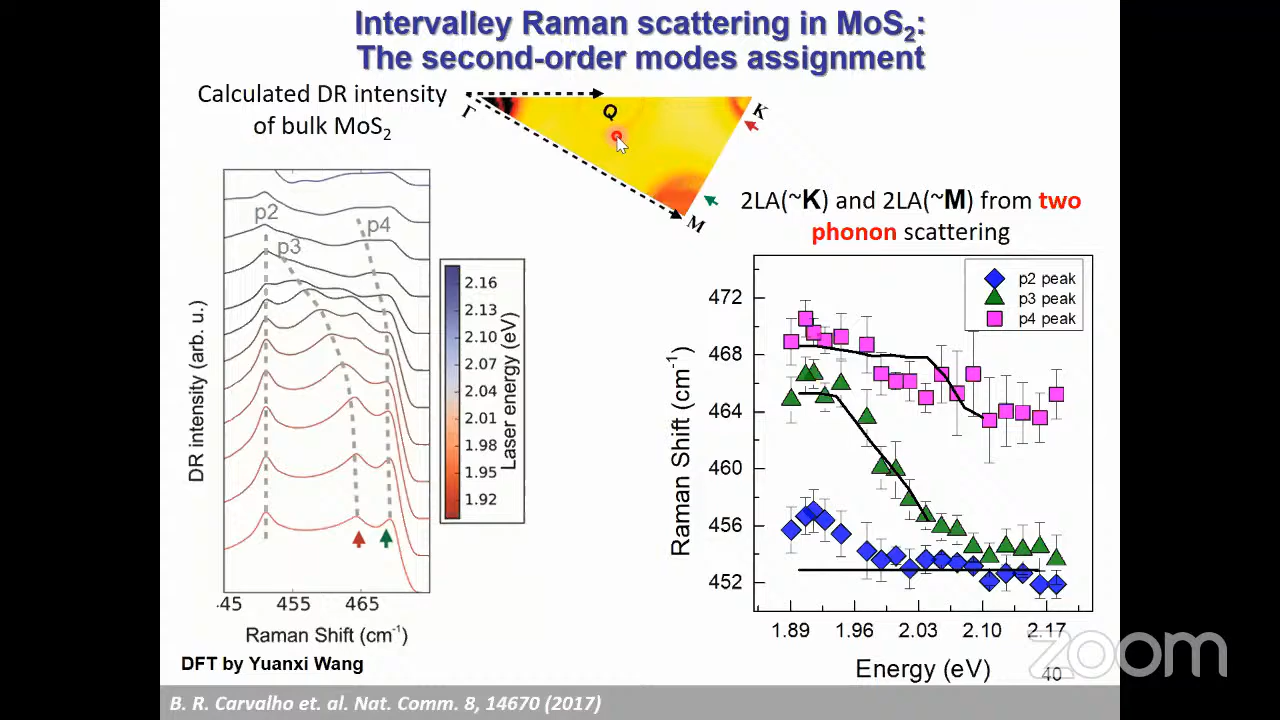 Intervalley Raman scattering in MoS₂:
The second-order modes assignment
Calculated DR intensity
of bulk MoS₂
Γ
Q
K
M
2LA(~K) and 2LA(~M) from two
phonon scattering
p2
p3
p4
DR intensity (arb. u.)
.45 455 465
Raman Shift (cm⁻¹)
2.16
2.13
2.10
2.07
2.04
2.01
1.98
1.95
1.92
Laser energy (eV)
p2 peak
p3 peak
p4 peak
472
468
464
460
456
452
Raman Shift (cm⁻¹)
1.89 1.96 2.03 2.10 2.17
Energy (eV)
DFT by Yuanxi Wang
zoom
40
B. R. Carvalho et. al. Nat. Comm. 8, 14670 (2017)